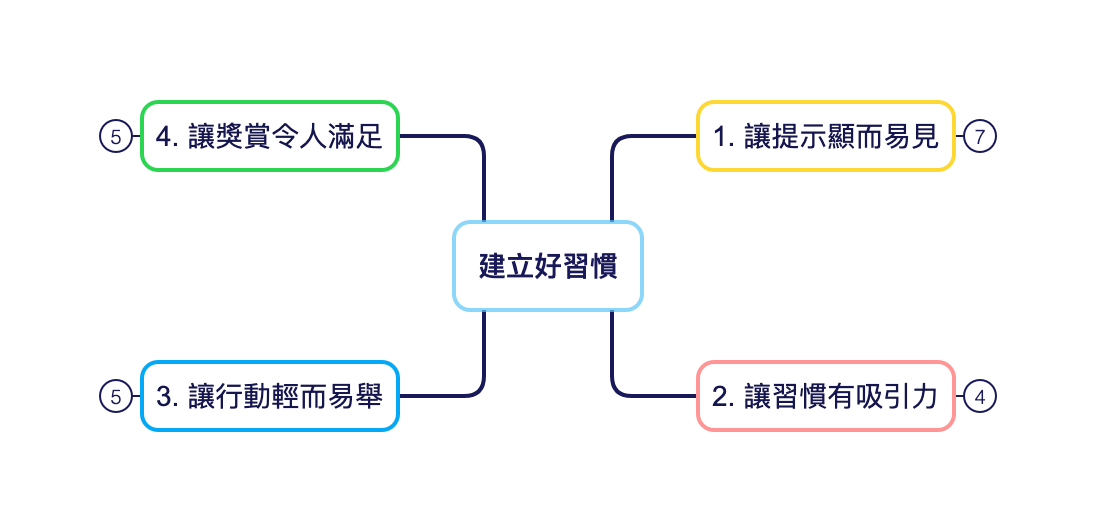 建立好習慣
1. 讓提示顯而易見
7
2. 讓習慣有吸引力
4
3. 讓行動輕而易舉
5
4. 讓獎賞令人滿足
5